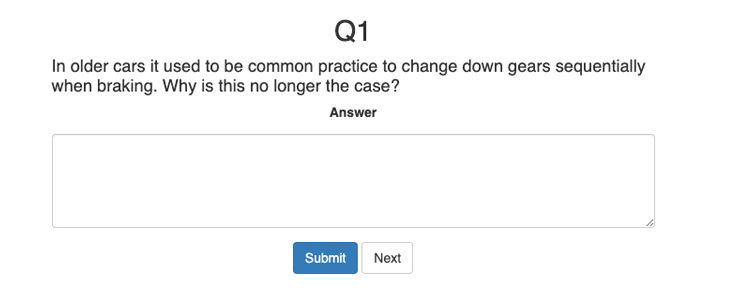 Q1
In older cars it used to be common practice to change down gears sequentially
when braking. Why is this no longer the case?
Answer
Submit Next